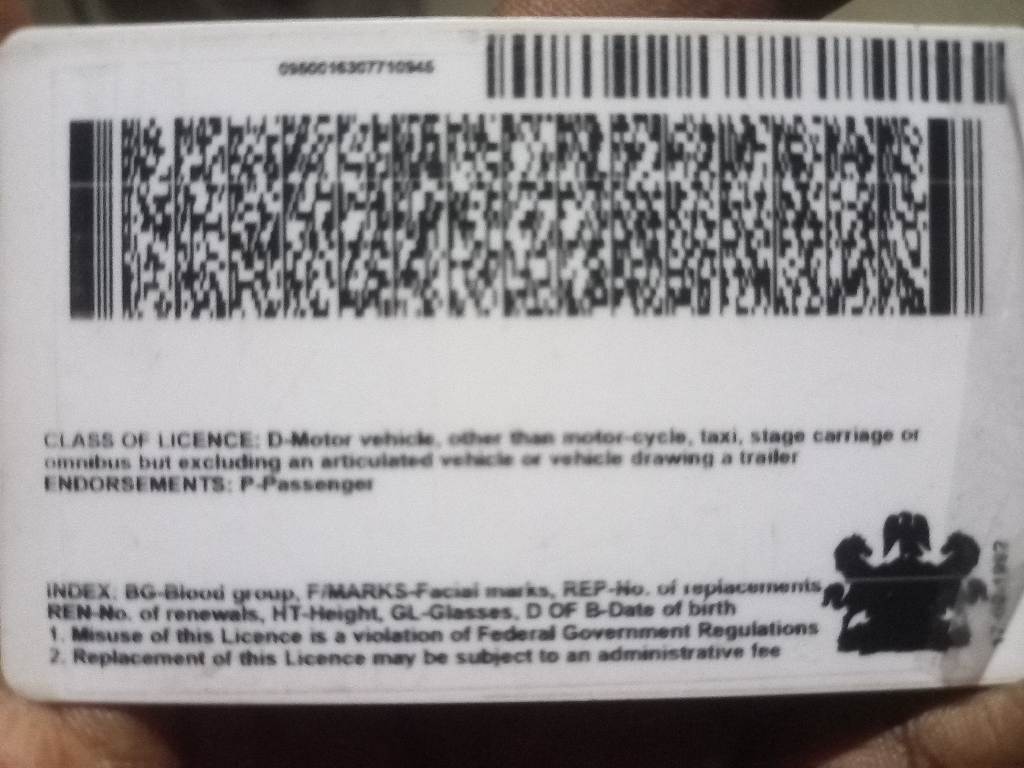 0950016307710945
CLASS OF LICENCE: D-Motor vehicle, other than motor-cycle, taxi, stage carriage or
omnibus but excluding an articulated vehicle or vehicle drawing a trailer
ENDORSEMENTS: P-Passenger
INDEX: BG-Blood group, F/MARKS-Facial marks, REP-No. of replacements,
REN-No. of renewals, HT-Height, GL-Glasses, D OF B-Date of birth
1. Misuse of this Licence is a violation of Federal Government Regulations
2. Replacement of this Licence may be subject to an administrative fee